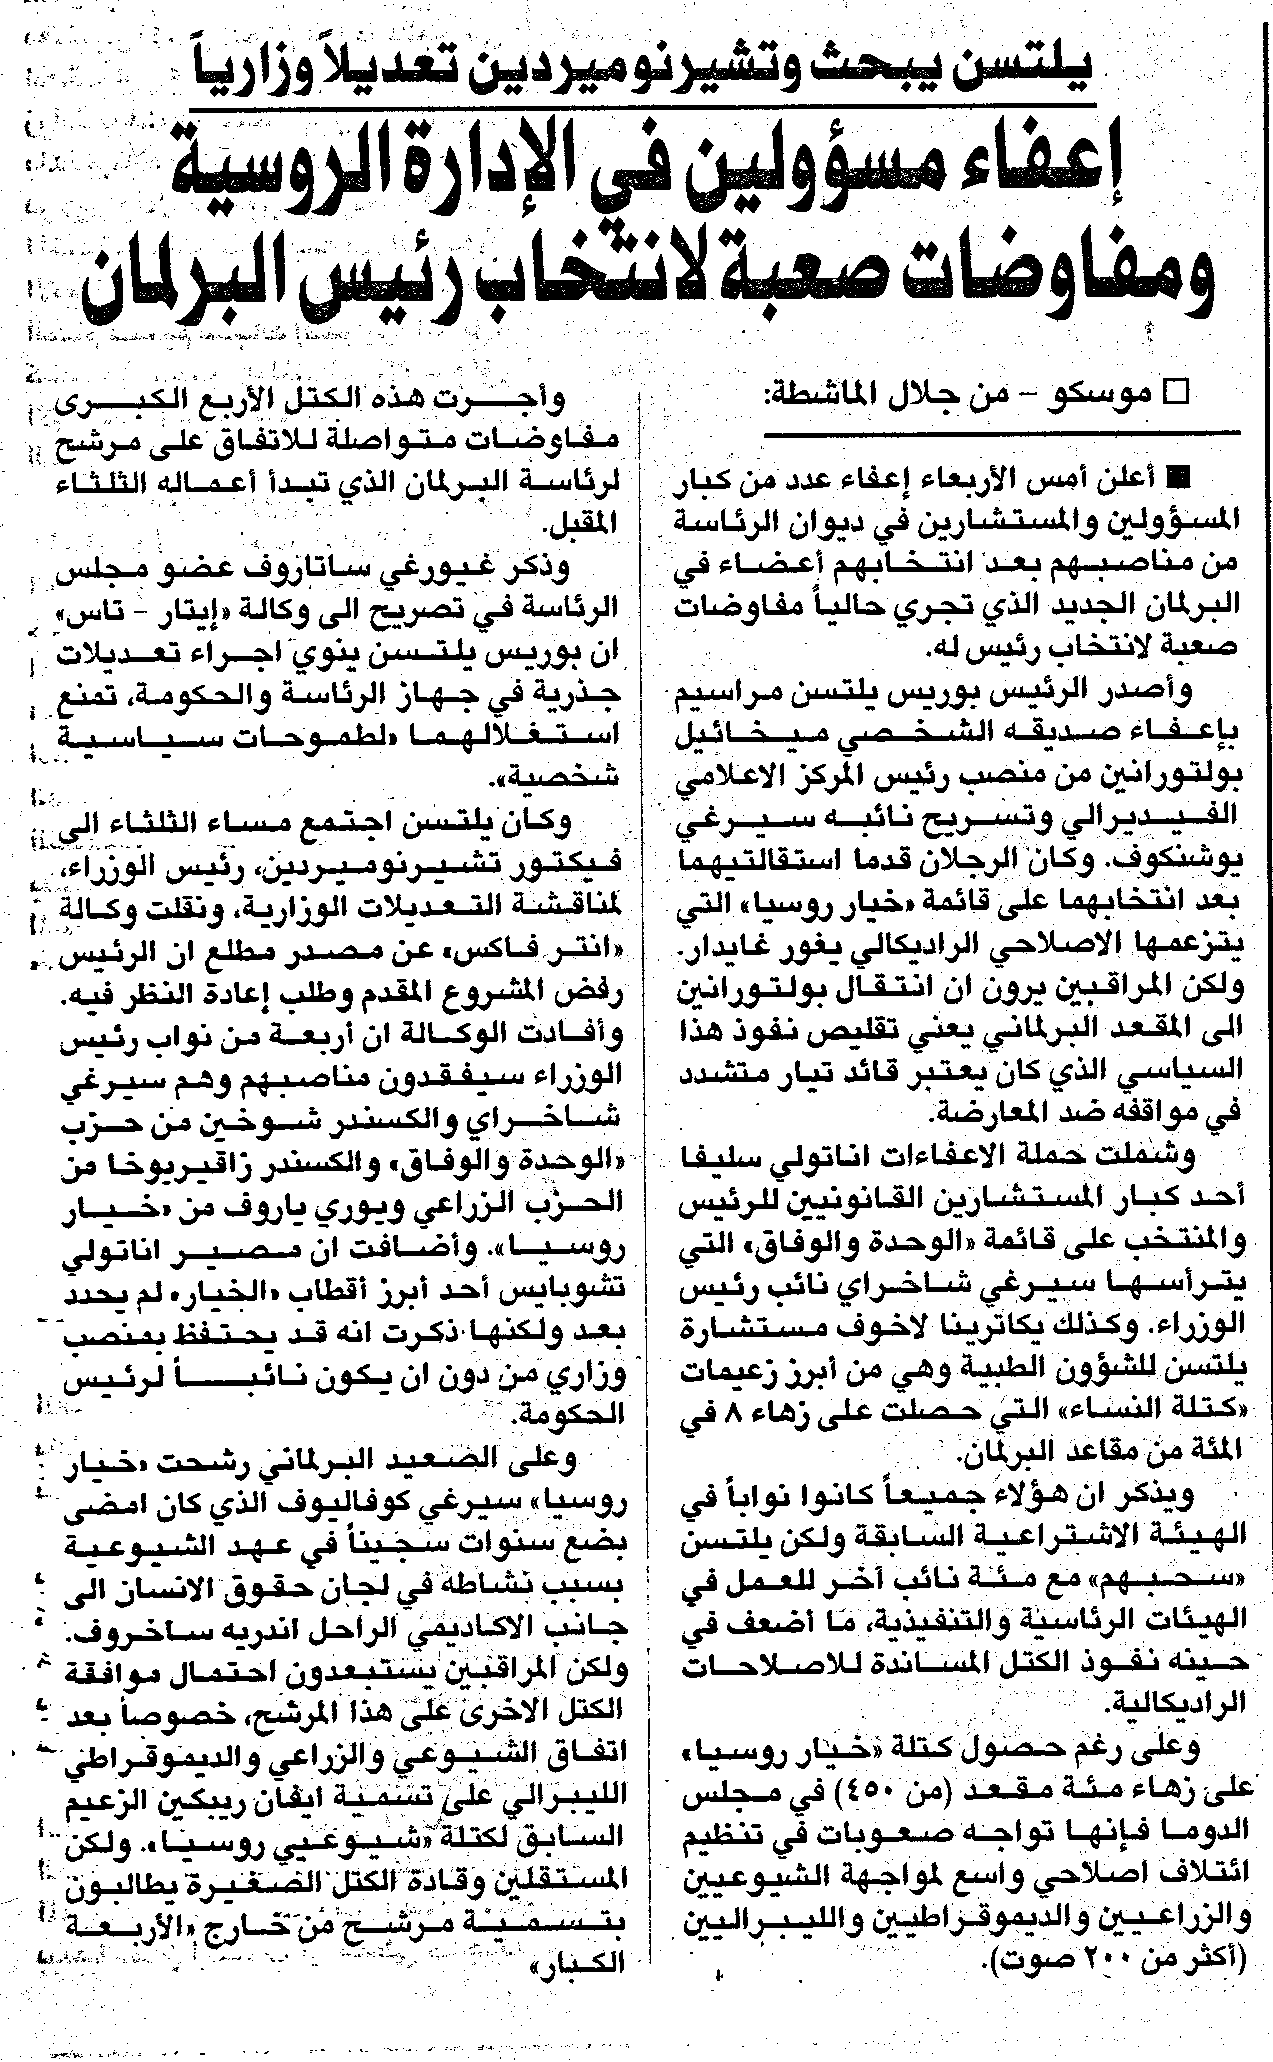 يلتسن يبحث وتشيرنوميردين تعديلاً وزارياً
إعفاء مسؤولين في الإدارة الروسية
ومفاوضات صعبة لانتخاب رئيس البرلمان
□ موسكو - من جلال الماشطة:
■ أعلن أمس الأربعاء إعفاء عدد من كبار
المسؤولين والمستشارين في ديوان الرئاسة
من مناصبهم بعد انتخابهم أعضاء في
البرلمان الجديد الذي تجري حالياً مفاوضات
صعبة لانتخاب رئيس له.
وأصدر الرئيس بوريس يلتسن مراسيم
بإعفاء صديقه الشخصي ميخائيل
بولتورانين من منصب رئيس المركز الاعلامي
الفيديرالي وتسريح نائبه سيرغي
يوشنكوف. وكان الرجلان قدما استقالتيهما
بعد انتخابهما على قائمة «خيار روسيا» التي
يتزعمها الاصلاحي الراديكالي يغور غايدار.
ولكن المراقبين يرون ان انتقال بولتورانين
الى المقعد البرلماني يعني تقليص نفوذ هذا
السياسي الذي كان يعتبر قائد تيار متشدد
في مواقفه ضد المعارضة.
وشملت حملة الاعفاءات اناتولي سليفا
أحد كبار المستشارين القانونيين للرئيس
والمنتخب على قائمة «الوحدة والوفاق» التي
يترأسها سيرغي شاخراي نائب رئيس
الوزراء. وكذلك يكاترينا لاخوف مستشارة
يلتسن للشؤون الطبية وهي من أبرز زعيمات
«كتلة النساء» التي حصلت على زهاء ٨ في
المئة من مقاعد البرلمان.
ويذكر ان هؤلاء جميعاً كانوا نواباً في
الهيئة الاشتراعية السابقة ولكن يلتسن
«سحبهم» مع مئة نائب أخر للعمل في
الهيئات الرئاسية والتنفيذية، ما أضعف في
حينه نفوذ الكتل المساندة للاصلاحات
الراديكالية.
وعلى رغم حصول كتلة «خيار روسيا»
على زهاء مئة مقعد (من ٤٥٠) في مجلس
الدوما فإنها تواجه صعوبات في تنظيم
ائتلاف اصلاحي واسع لمواجهة الشيوعيين
والزراعيين والديموقراطيين والليبراليين
(أكثر من ٢٠٠ صوت).
وأجرت هذه الكتل الأربع الكبرى
مفاوضات متواصلة للاتفاق على مرشح
لرئاسة البرلمان الذي تبدأ أعماله الثلثاء
المقبل.
وذكر غيورغي ساتاروف عضو مجلس
الرئاسة في تصريح الى وكالة «إيتار - تاس»
ان بوريس يلتسن ينوي اجراء تعديلات
جذرية في جهاز الرئاسة والحكومة، تمنع
استغلالهما «لطموحات سياسية
شخصية».
وكان يلتسن اجتمع مساء الثلثاء الى
فيكتور تشيرنوميردين، رئيس الوزراء،
لمناقشة التعديلات الوزارية، ونقلت وكالة
«انتر فاكس» عن مصدر مطلع ان الرئيس
رفض المشروع المقدم وطلب إعادة النظر فيه.
وأفادت الوكالة ان أربعة من نواب رئيس
الوزراء سيفقدون مناصبهم وهم سيرغي
شاخراي والكسندر شوخين من حزب
«الوحدة والوفاق» والكسندر زاڤيريوخا من
الحزب الزراعي ويوري ياروف من «خيار
روسيا». وأضافت ان مصير اناتولي
تشوبايس أحد أبرز أقطاب «الخيار» لم يحدد
بعد ولكنها ذكرت انه قد يحتفظ بمنصب
وزاري من دون ان يكون نائباً لرئيس
الحكومة.
وعلى الصعيد البرلماني رشحت «خيار
روسيا» سيرغي كوفاليوف الذي كان امضى
بضع سنوات سجيناً في عهد الشيوعية
بسبب نشاطه في لجان حقوق الانسان الى
جانب الاكاديمي الراحل اندريه ساخروف.
ولكن المراقبين يستبعدون احتمال موافقة
الكتل الاخرى على هذا المرشح، خصوصاً بعد
اتفاق الشيوعي والزراعي والديموقراطي
الليبرالي على تسمية ايڤان ريبكين الزعيم
السابق لكتلة «شيوعيي روسيا». ولكن
المستقلين وقادة الكتل الصغيرة يطالبون
بتسمية مرشح من خارج «الأربعة
الكبار»